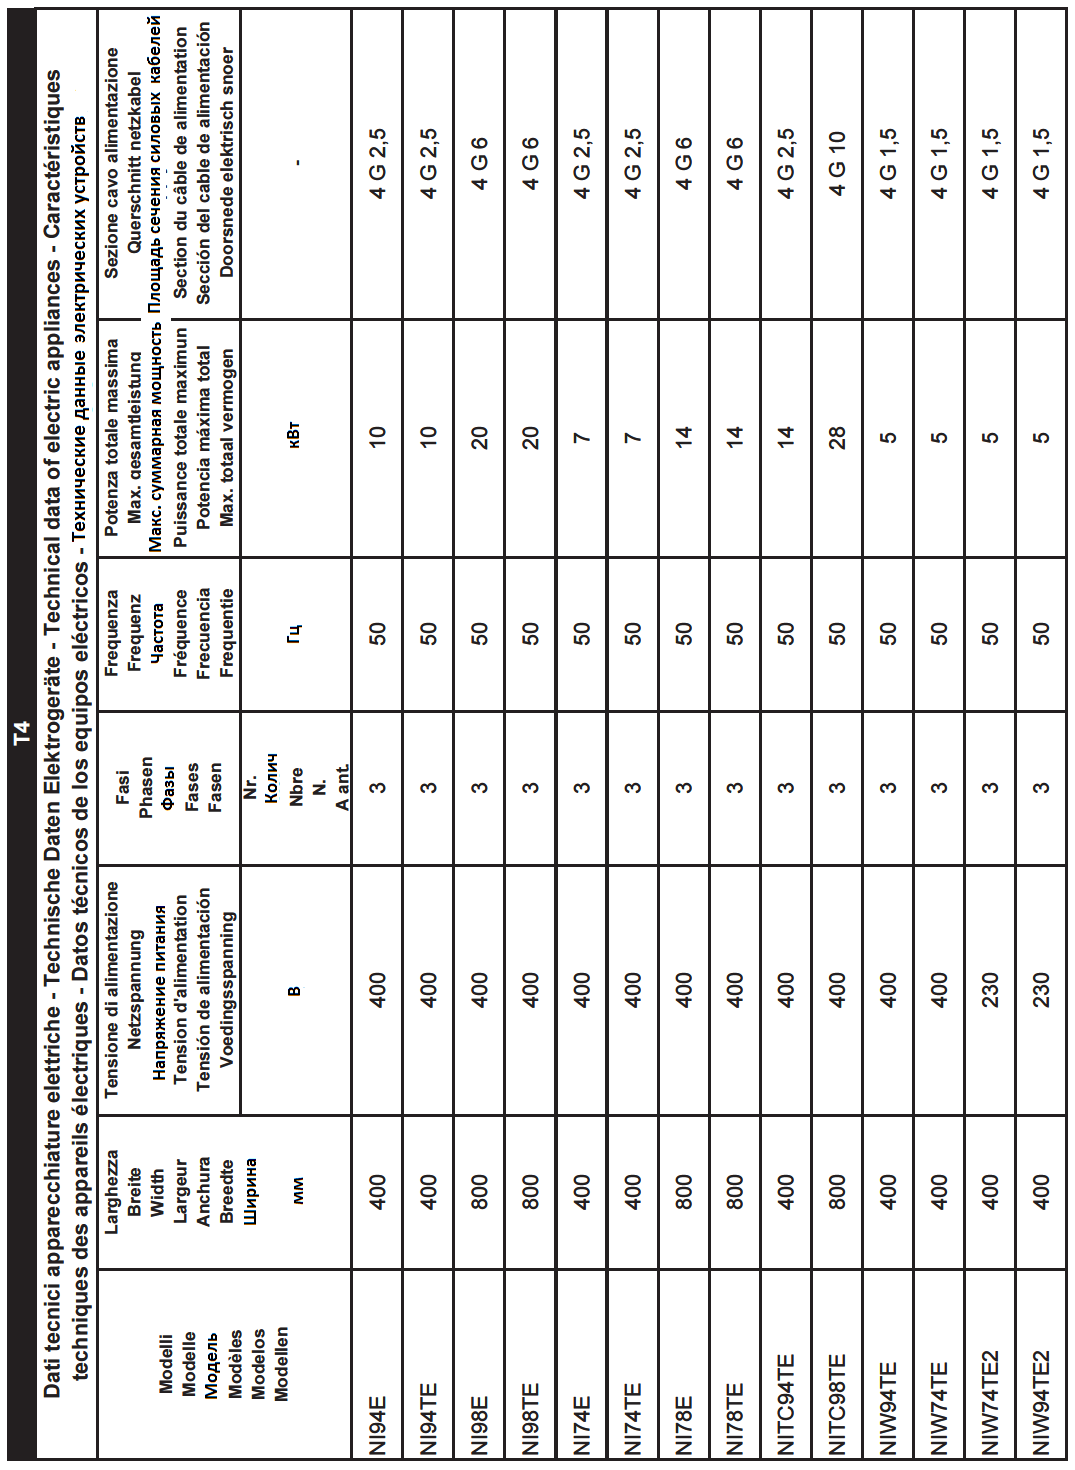 T4
Dati tecnici apparecchiature elettriche - Technische Daten Elektrogeräte - Technical data of electric appliances - Caractéristiques
techniques des appareils électriques - Datos técnicos de los equipos eléctricos - Технические данные электрических устройств
Modelli
Modelle
Модель
Modèles
Modelos
Modellen
Larghezza
Breite
Width
Largeur
Anchura
Breedte
Ширина
мм
Tensione di alimentazione
Netzspannung
Напряжение питания
Tension d'alimentation
Tensión de alimentación
Voedingsspanning
В
Fasi
Phasen
Фазы
Fases
Fasen
Nr.
Колич
Nbre
N.
A ant.
Frequenza
Frequenz
Частота
Fréquence
Frecuencia
Frequentie
Гц
Potenza totale massima
Max. gesamtleistung
Макс. суммарная мощность
Puissance totale maximun
Potencia máxima total
Max. totaal vermogen
кВт
Sezione cavo alimentazione
Querschnitt netzkabel
Площадь сечения силовых кабелей
Section du câble de alimentation
Sección del cable de alimentación
Doorsnede elektrisch snoer
-
NI94E 400 400 3 50 10 4 G 2,5
NI94TE 400 400 3 50 10 4 G 2,5
NI98E 800 400 3 50 20 4 G 6
NI98TE 800 400 3 50 20 4 G 6
NI74E 400 400 3 50 7 4 G 2,5
NI74TE 400 400 3 50 7 4 G 2,5
NI78E 800 400 3 50 14 4 G 6
NI78TE 800 400 3 50 14 4 G 6
NITC94TE 400 400 3 50 14 4 G 2,5
NITC98TE 800 400 3 50 28 4 G 10
NIW94TE 400 400 3 50 5 4 G 1,5
NIW74TE 400 400 3 50 5 4 G 1,5
NIW74TE2 400 230 3 50 5 4 G 1,5
NIW94TE2 400 230 3 50 5 4 G 1,5